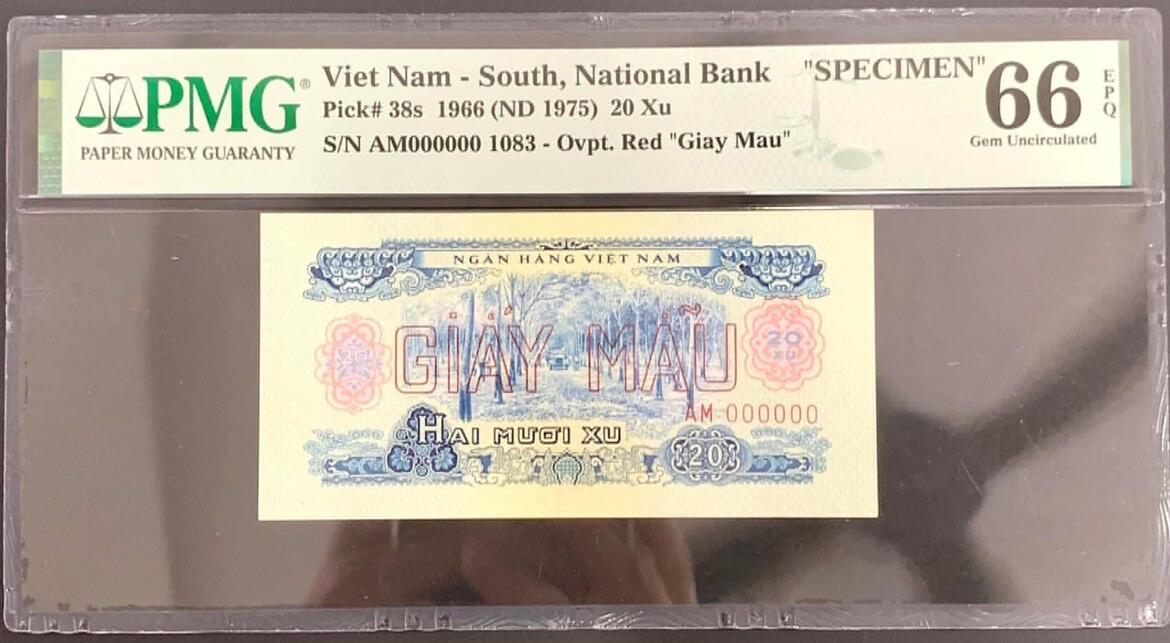 PMG®
PAPER MONEY GUARANTY
Viet Nam - South, National Bank "SPECIMEN"
Pick# 38s 1966 (ND 1975) 20 Xu
S/N AM000000 1083 - Ovpt. Red "Giay Mau"
66 EPQ
Gem Uncirculated
NGÂN HÀNG VIỆT NAM
GIẤY MẪU
20
XU
AM 000000
HAI MƯƠI XU
20